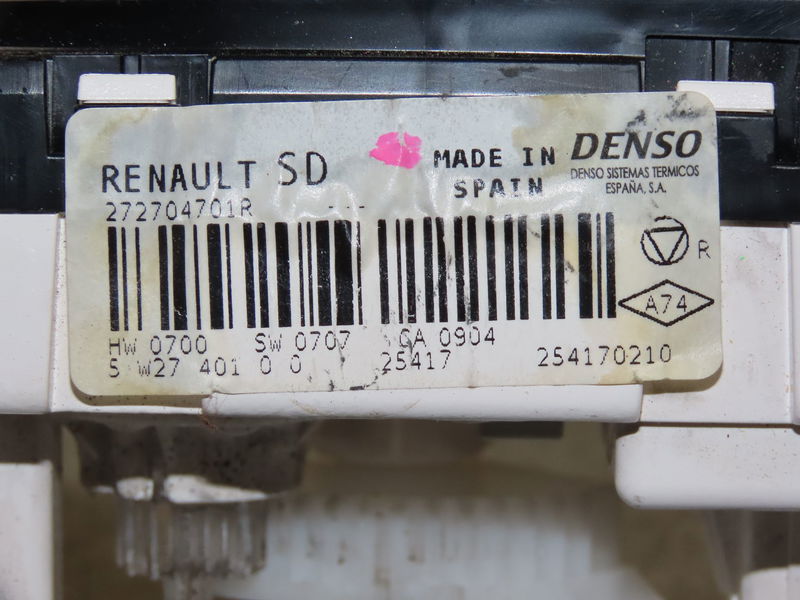 RENAULT SD
MADE IN
SPAIN
DENSO
DENSO SISTEMAS TERMICOS
ESPAÑA, S.A.
272704701R ---
R
A74
HW 0700 SW 0707 CA 0904
S W27 401 0 0 25417 254170210